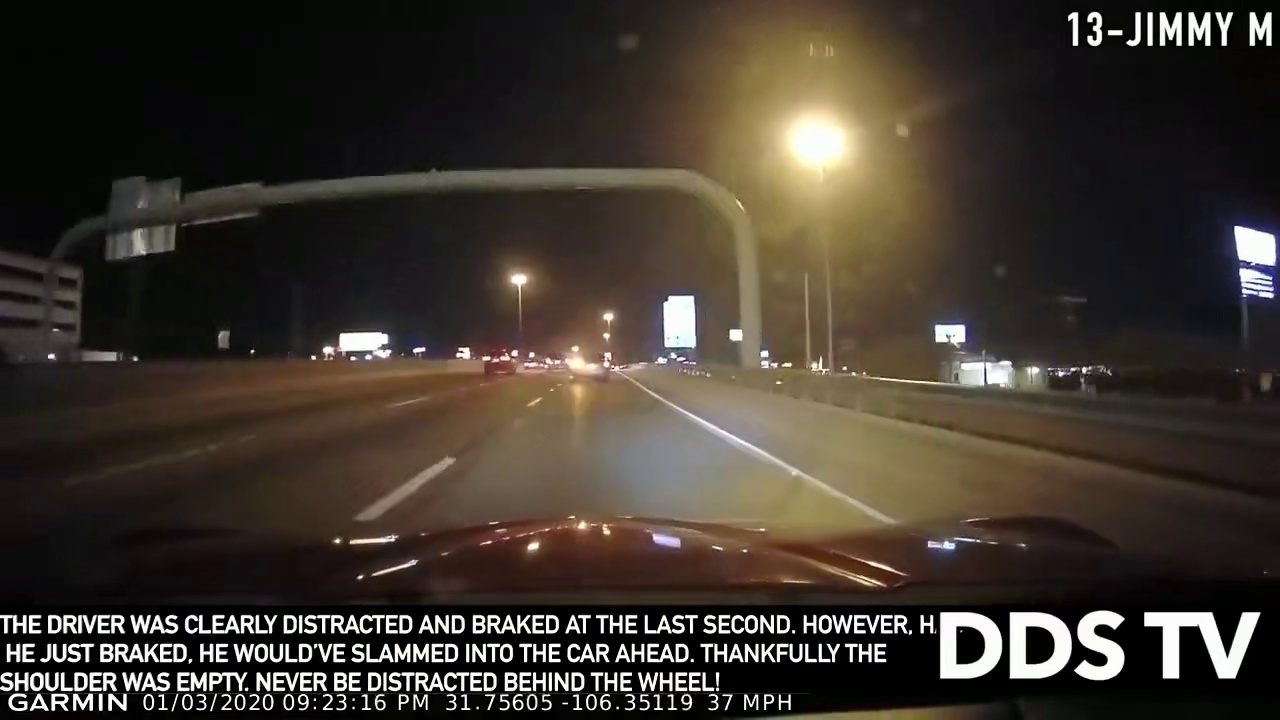 13-JIMMY M
THE DRIVER WAS CLEARLY DISTRACTED AND BRAKED AT THE LAST SECOND. HOWEVER,
HE JUST BRAKED, HE WOULD'VE SLAMMED INTO THE CAR AHEAD. THANKFULLY THE
SHOULDER WAS EMPTY. NEVER BE DISTRACTED BEHIND THE WHEEL!
DDS TV
GARMIN 01/03/2020 09:23:16 PM 31.75605 -106.35119 37 MPH